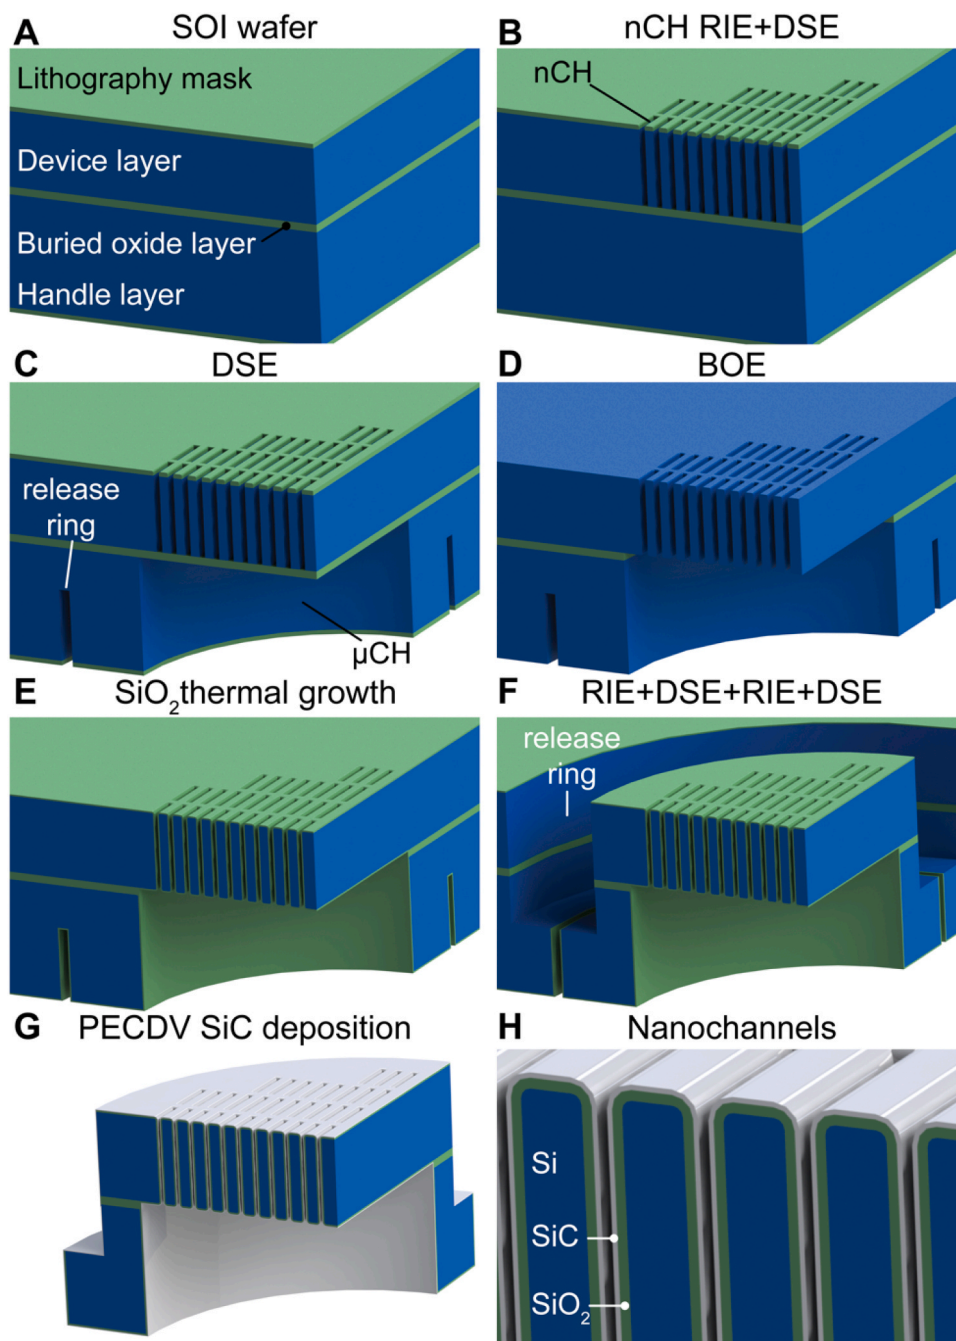 A SOI wafer
Lithography mask
Device layer
Buried oxide layer
Handle layer
B nCH RIE+DSE
nCH
C DSE
release
ring
µCH
D BOE
E SiO₂thermal growth
F RIE+DSE+RIE+DSE
release
ring
G PECDV SiC deposition
H Nanochannels
Si
SiC
SiO₂